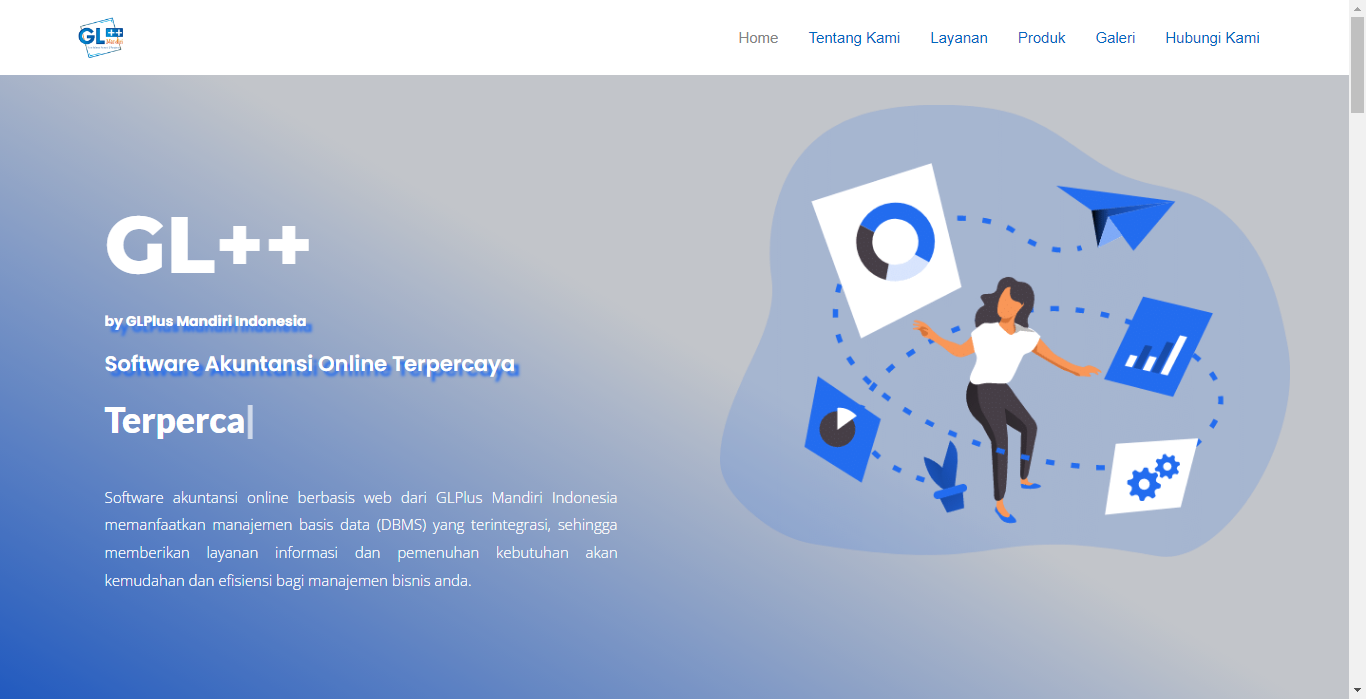 GL++
Mandiri
Home
Tentang Kami
Layanan
Produk
Galeri
Hubungi Kami
GL++
by GLPlus Mandiri Indonesia
Software Akuntansi Online Terpercaya
Terperca
Software akuntansi online berbasis web dari GLPlus Mandiri Indonesia
memanfaatkan manajemen basis data (DBMS) yang terintegrasi, sehingga
memberikan layanan informasi dan pemenuhan kebutuhan akan
kemudahan dan efisiensi bagi manajemen bisnis anda.